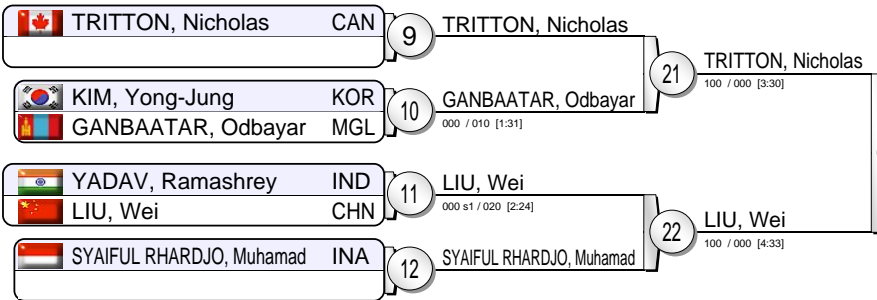 TRITTON, Nicholas CAN
9
TRITTON, Nicholas
KIM, Yong-Jung KOR
GANBAATAR, Odbayar MGL
10
GANBAATAR, Odbayar
000 / 010 [1:31]
21
TRITTON, Nicholas
100 / 000 [3:30]
YADAV, Ramashrey IND
LIU, Wei CHN
11
LIU, Wei
000 s1 / 020 [2:24]
SYAIFUL RHARDJO, Muhamad INA
12
SYAIFUL RHARDJO, Muhamad
22
LIU, Wei
100 / 000 [4:33]